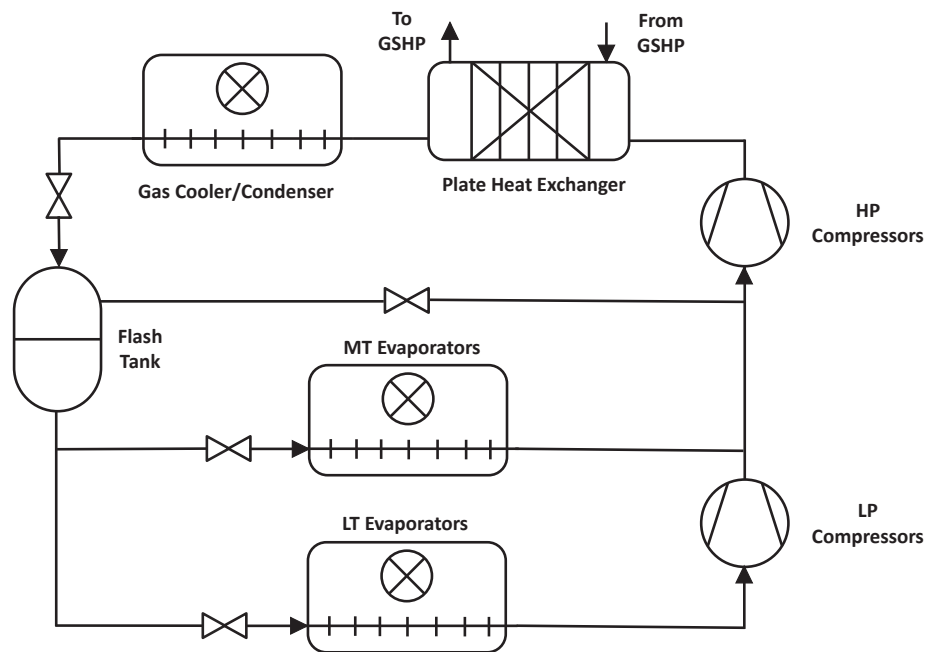 To
GSHP
From
GSHP
Gas Cooler/Condenser
Plate Heat Exchanger
HP
Compressors
Flash
Tank
MT Evaporators
LP
Compressors
LT Evaporators